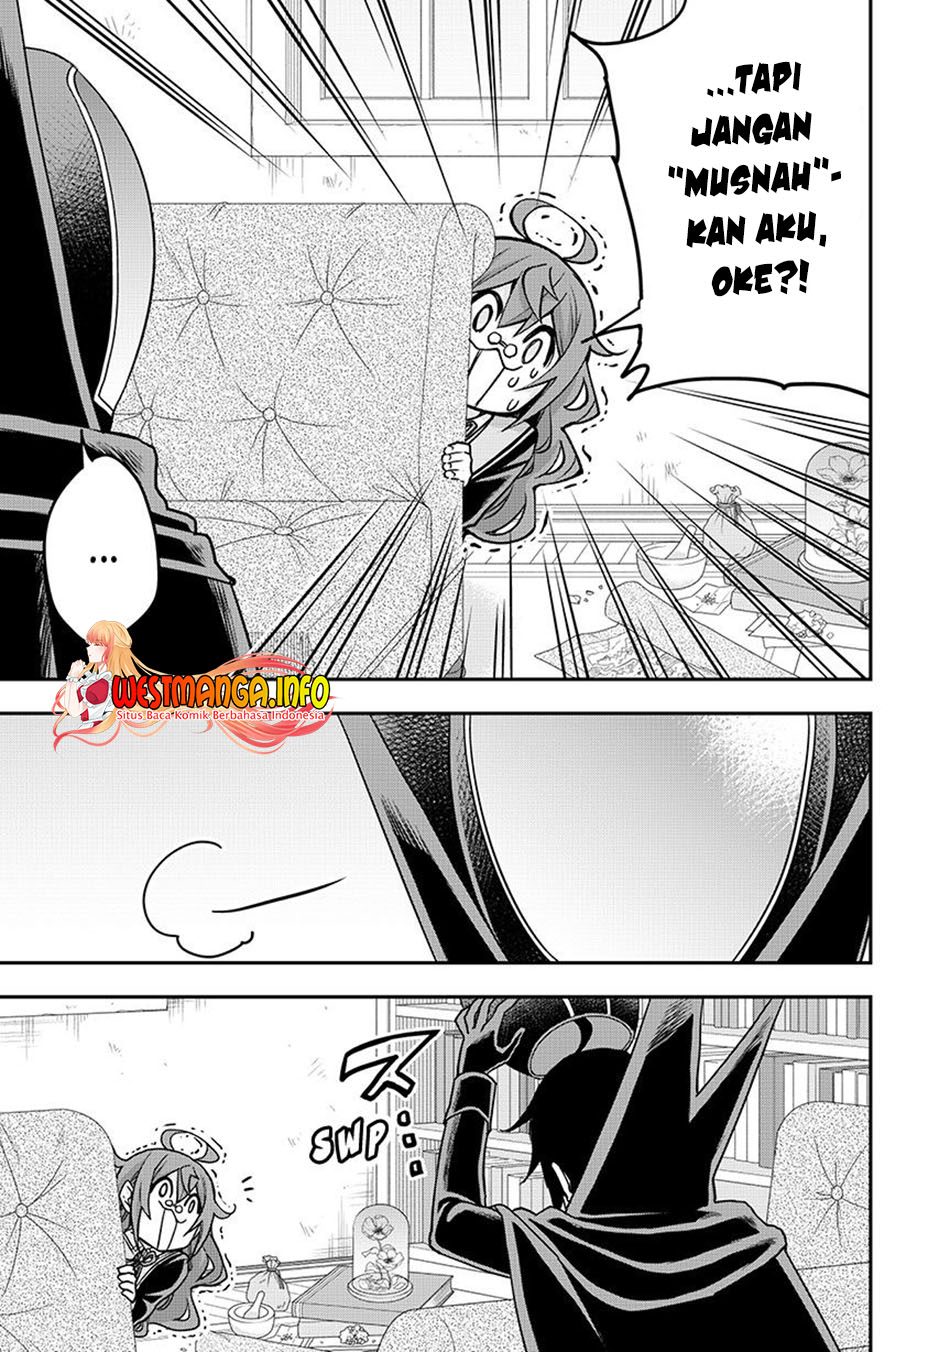 ...TAPI
JANGAN
"MUSNAH"-
KAN AKU,
OKE?!
...
WESTMANGA.INFO
Situs Baca Komik Berbahasa Indonesia
ス...
SWP